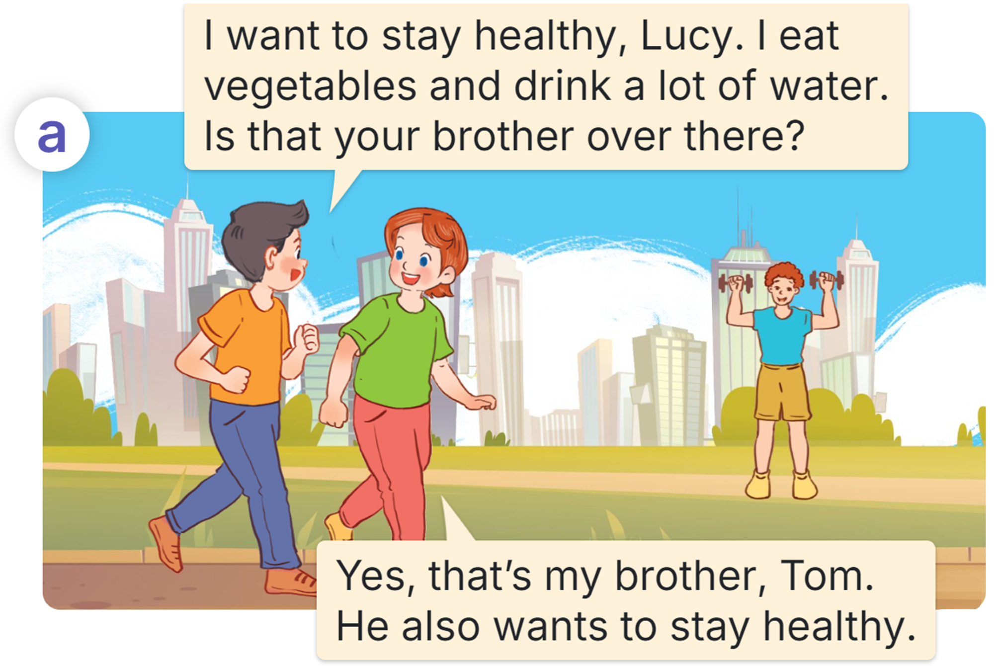 I want to stay healthy, Lucy. I eat
vegetables and drink a lot of water.
Is that your brother over there?
a
Yes, that’s my brother, Tom.
He also wants to stay healthy.